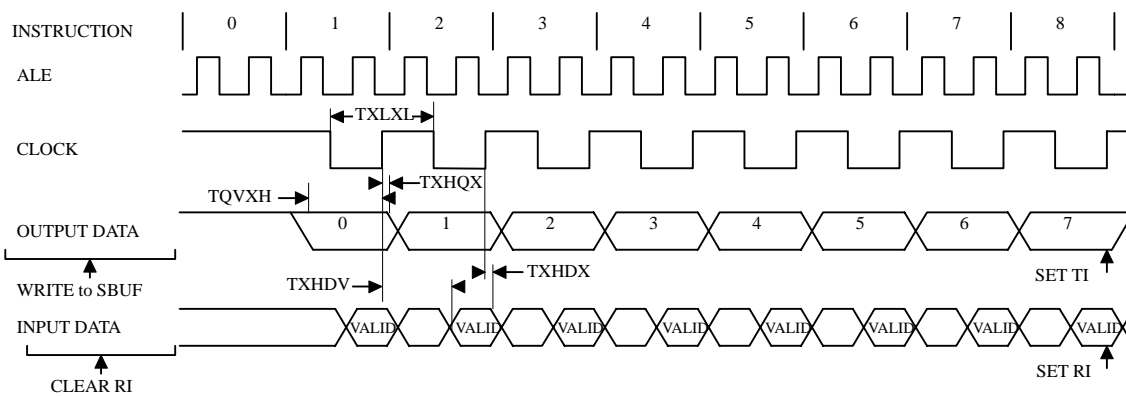 INSTRUCTION 0 1 2 3 4 5 6 7 8
ALE
TXLXL
CLOCK
TXHQX
TQVXH
OUTPUT DATA 0 1 2 3 4 5 6 7
TXHDV TXHDX SET TI
WRITE to SBUF
INPUT DATA VALID VALID VALID VALID VALID VALID VALID VALID
SET RI
CLEAR RI